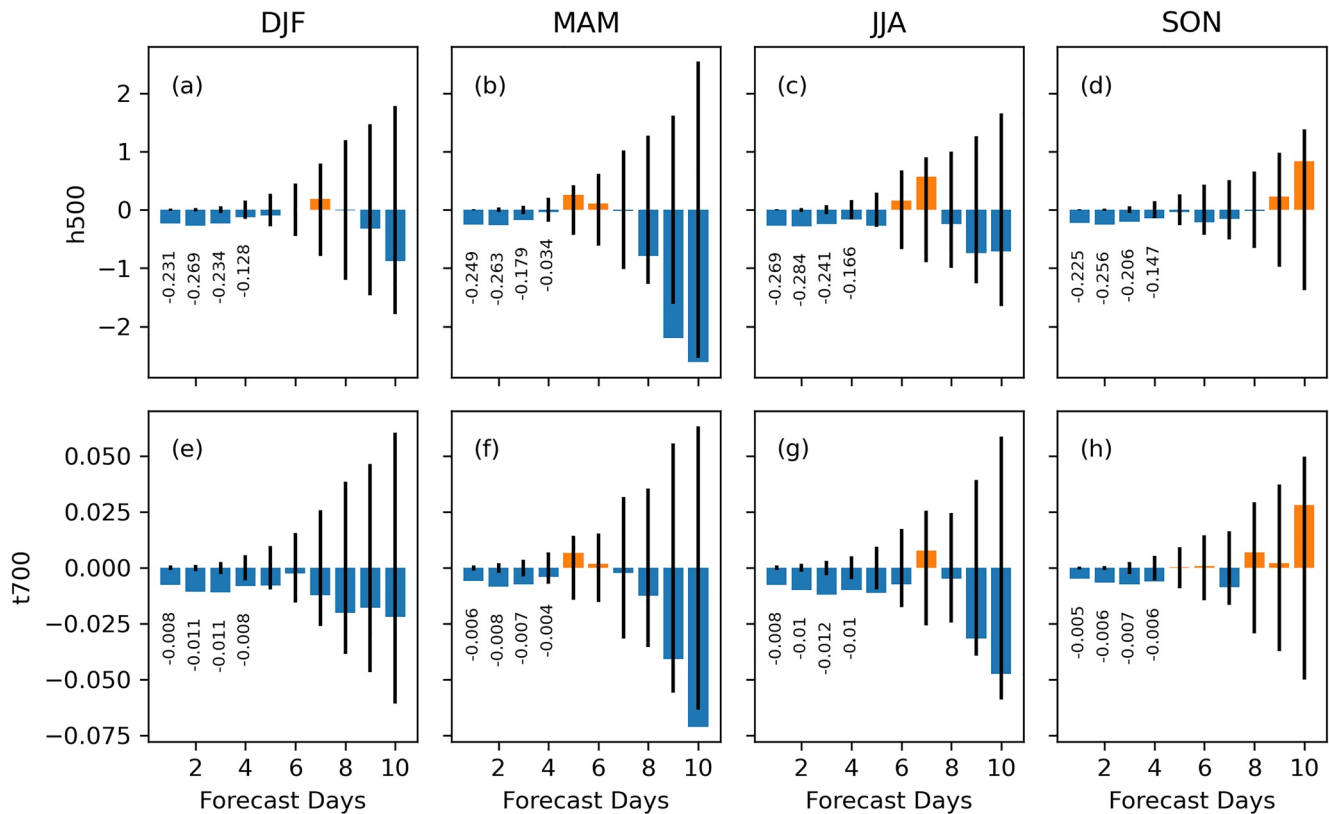 DJF MAM JJA SON
(a) (b) (c) (d)
h500
2
1
0
−1
−2
-0.231 -0.269 -0.234 -0.128
-0.249 -0.263 -0.179 -0.034
-0.269 -0.284 -0.241 -0.166
-0.225 -0.256 -0.206 -0.147
(e) (f) (g) (h)
t700
0.050
0.025
0.000
−0.025
−0.050
−0.075
-0.008 -0.011 -0.011 -0.008
-0.006 -0.008 -0.007 -0.004
-0.008 -0.01 -0.012 -0.01
-0.005 -0.006 -0.007 -0.006
2 4 6 8 10 2 4 6 8 10 2 4 6 8 10 2 4 6 8 10
Forecast Days Forecast Days Forecast Days Forecast Days